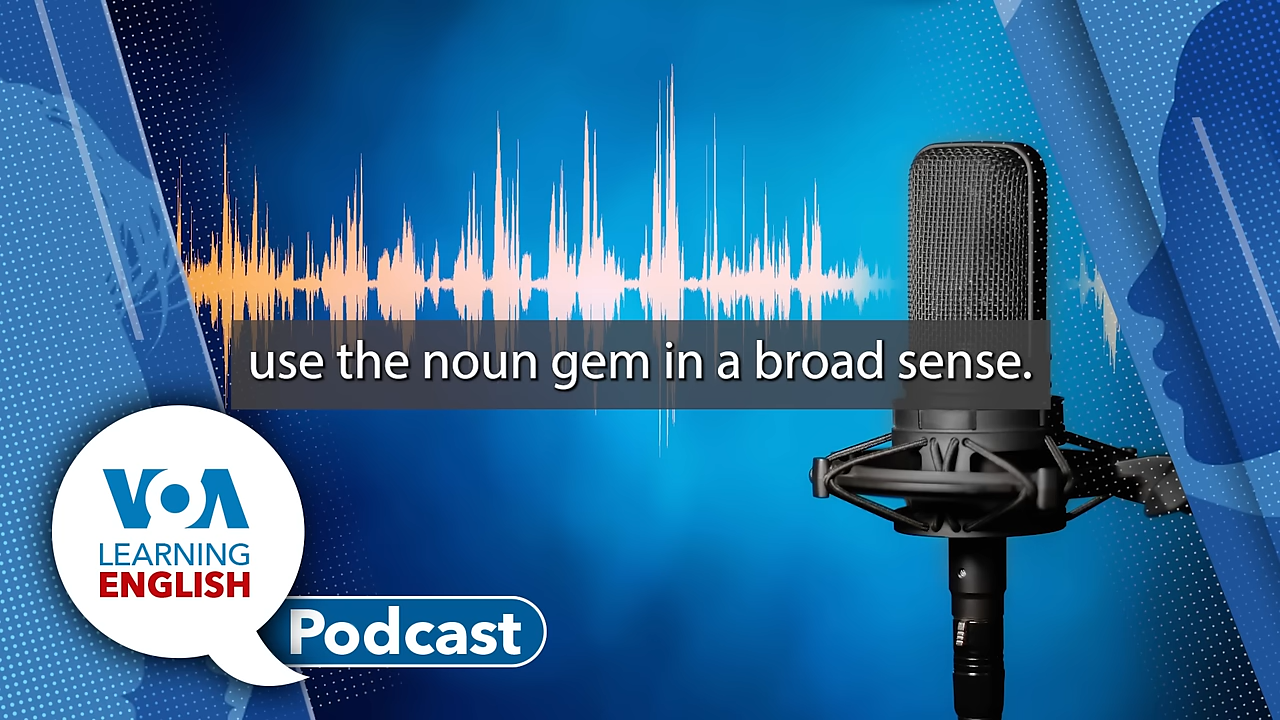 use the noun gem in a broad sense.
VOA
LEARNING
ENGLISH
Podcast